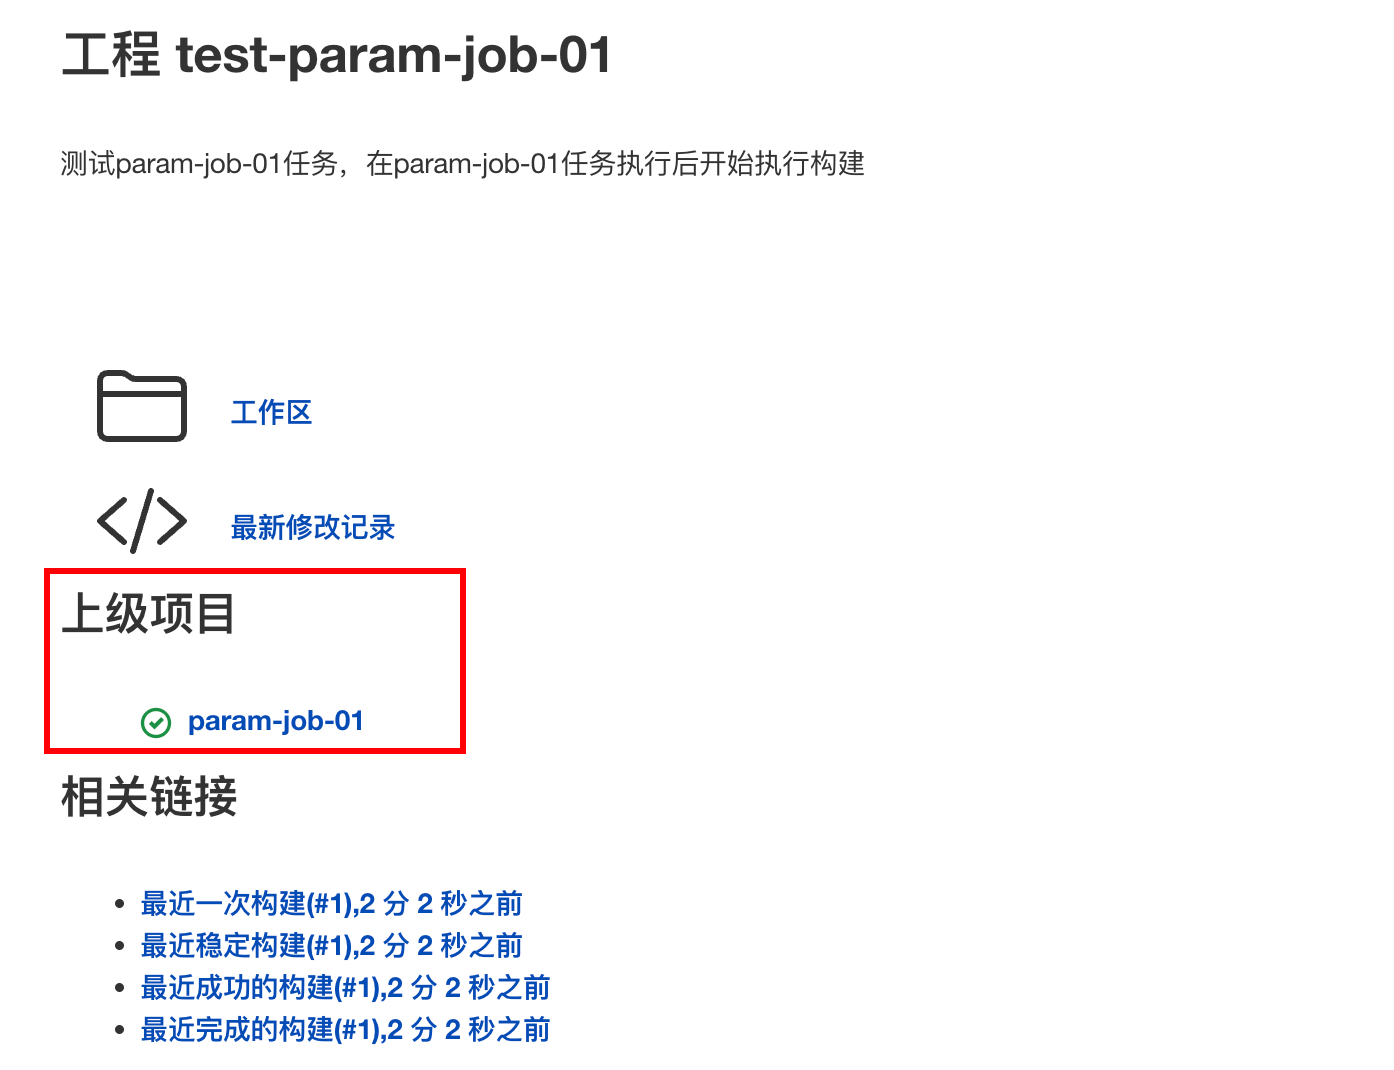 工程 test-param-job-01
测试param-job-01任务，在param-job-01任务执行后开始执行构建
工作区
最新修改记录
上级项目
param-job-01
相关链接
最近一次构建(#1),2 分 2 秒之前
最近稳定构建(#1),2 分 2 秒之前
最近成功的构建(#1),2 分 2 秒之前
最近完成的构建(#1),2 分 2 秒之前